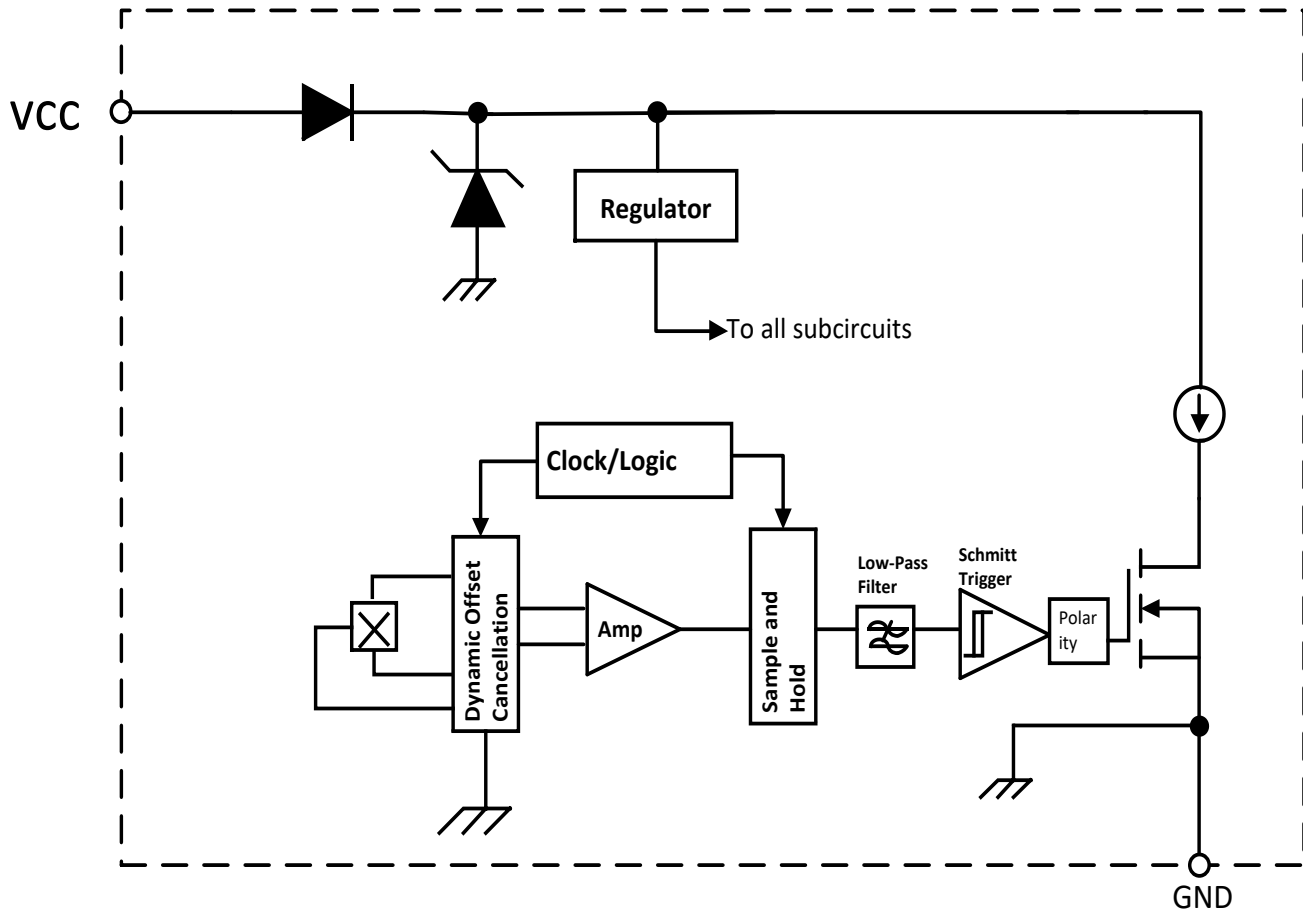 VCC
Regulator
To all subcircuits
Clock/Logic
Dynamic Offset
Cancellation
Amp
Sample and
Hold
Low-Pass
Filter
Schmitt
Trigger
Polar
ity
GND